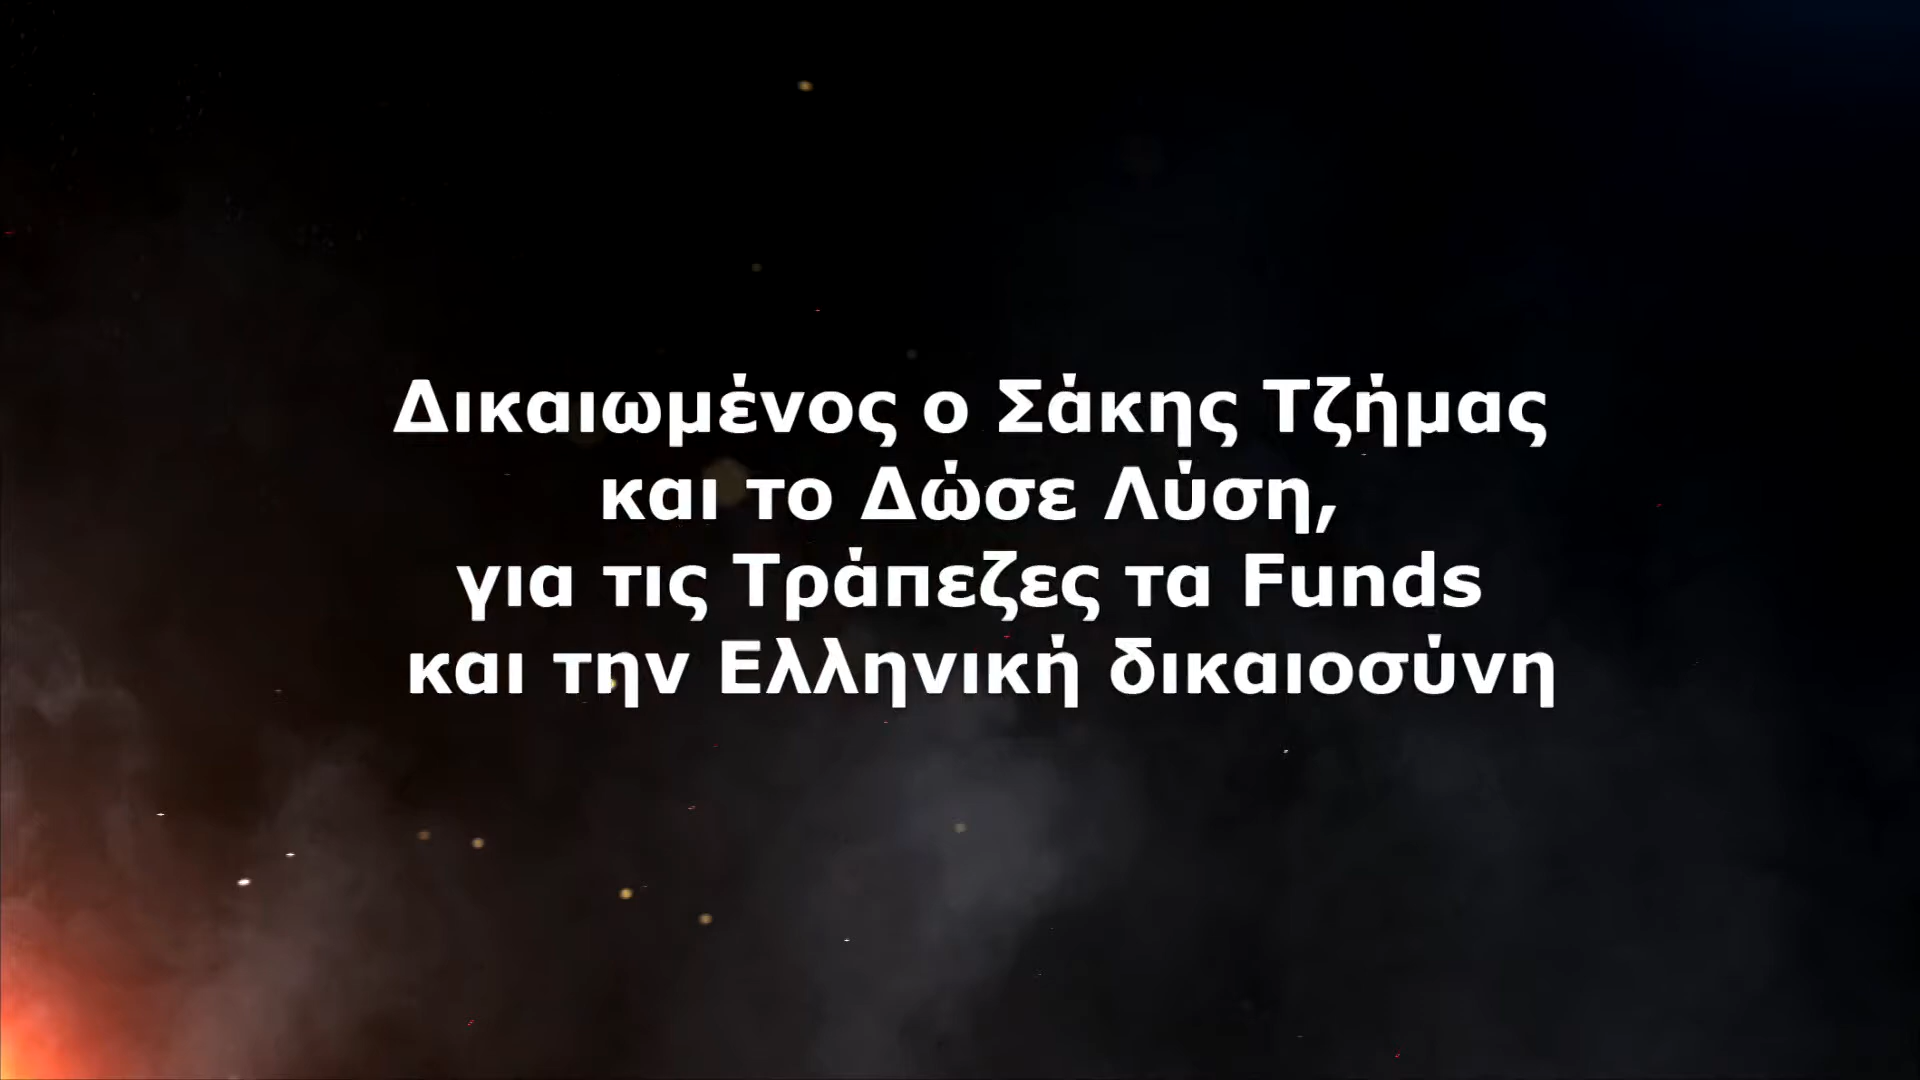 Δικαιωμένος ο Σάκης Τζήμας
και το Δώσε Λύση,
για τις Τράπεζες τα Funds
και την Ελληνική δικαιοσύνη